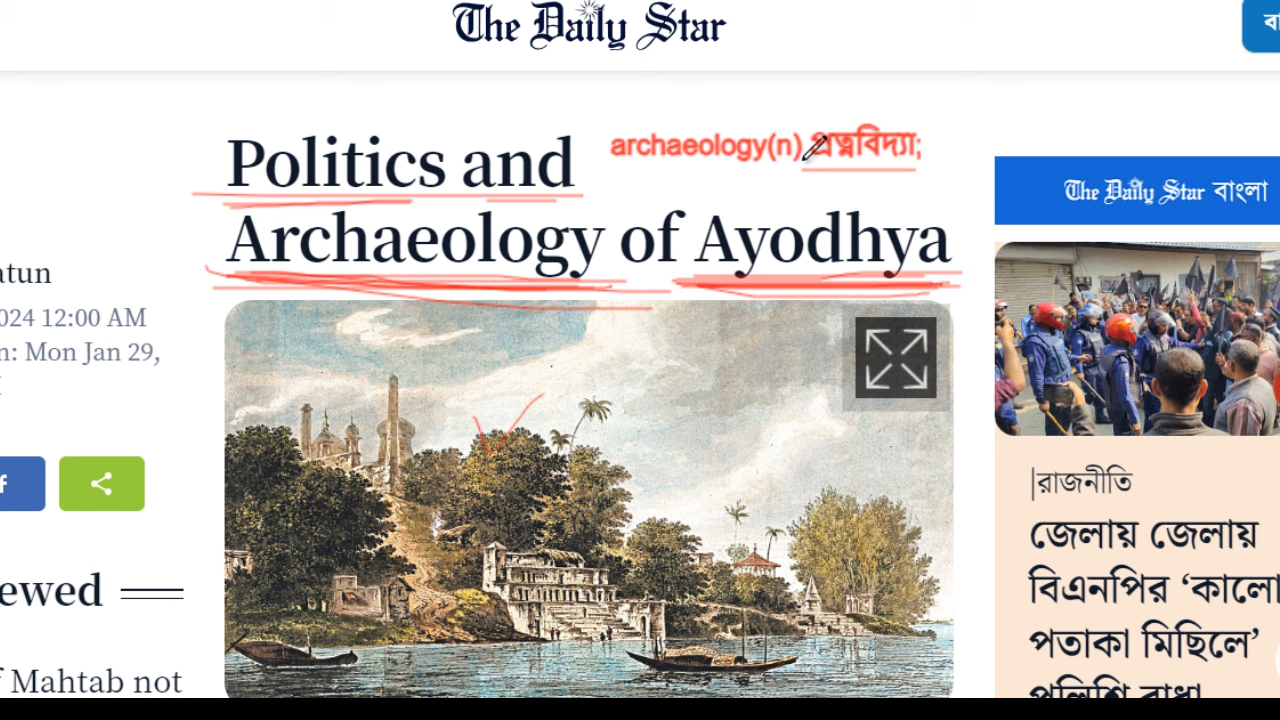 The Daily Star
Politics and
archaeology(n) প্রত্নবিদ্যা;
Archaeology of Ayodhya
atun
024 12:00 AM
n: Mon Jan 29,
ewed
f Mahtab not
The Daily Star বাংলা
|রাজনীতি
জেলায় জেলায়
বিএনপির ‘কালো
পতাকা মিছিলে’